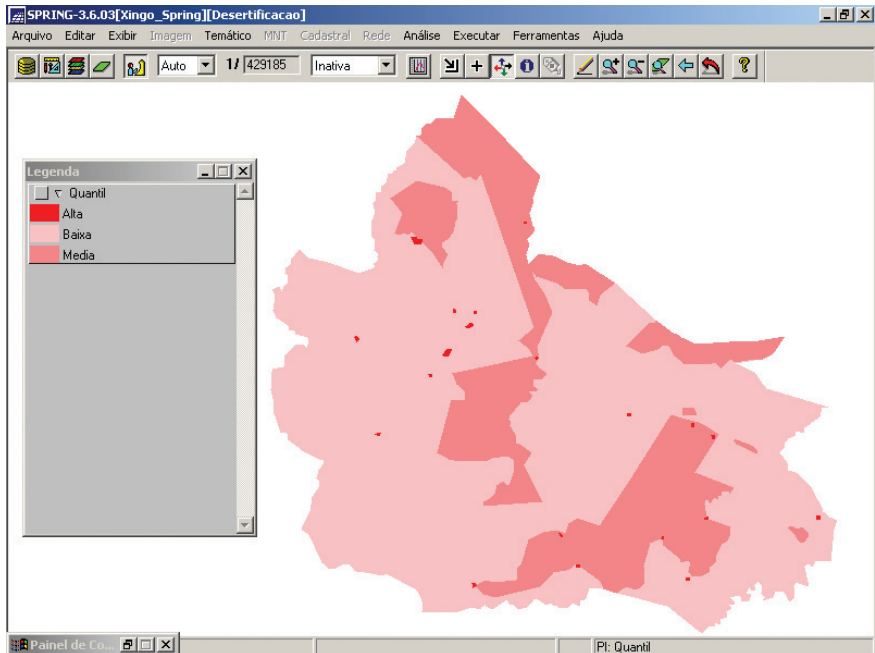 SPRING-3.6.03[Xingo_Spring][Desertificacao]
Arquivo Editar Exibir Imagem Temático MNT Cadastral Rede Análise Executar Ferramentas Ajuda
Auto 1/ 429185 Inativa
Legenda
Quantil
Alta
Baixa
Media
Painel de Co...
PI: Quantil